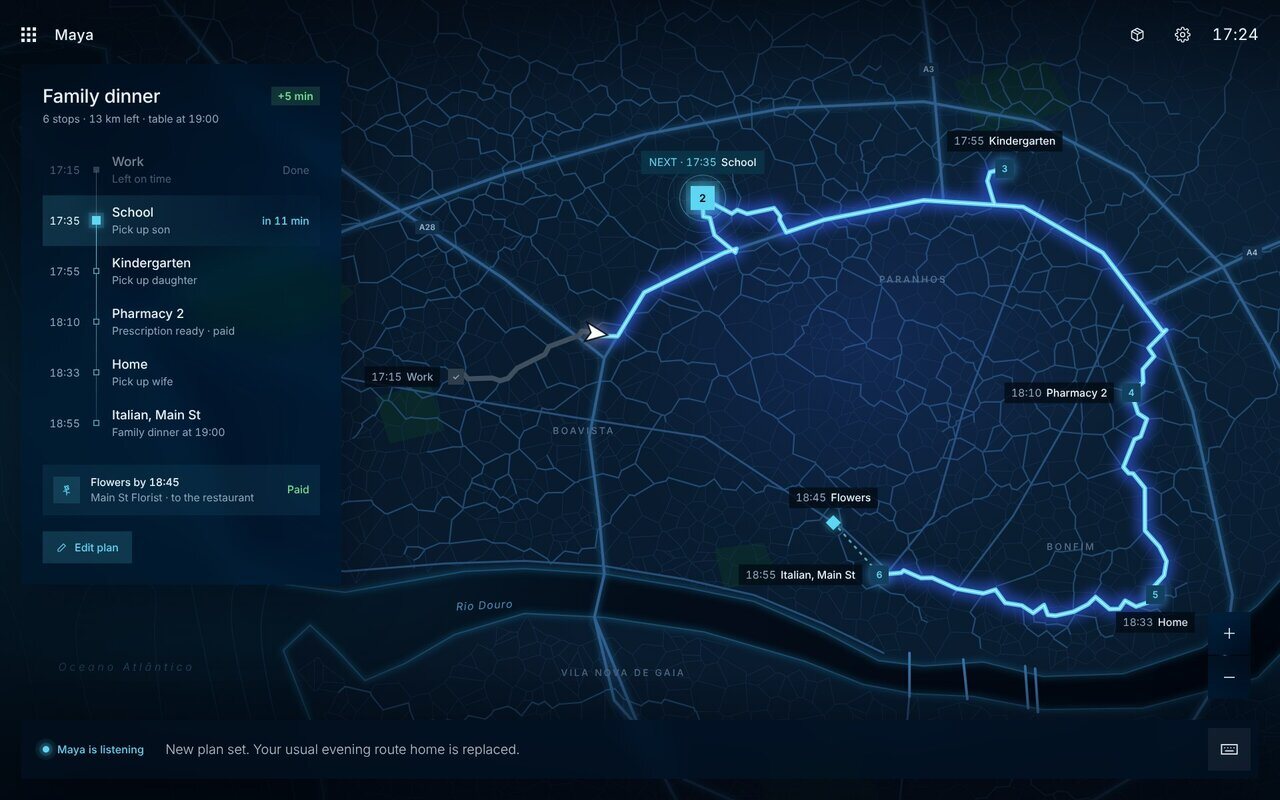 Maya
17:24
Family dinner
+5 min
6 stops · 13 km left · table at 19:00
17:15 Work Done
Left on time
17:35 School in 11 min
Pick up son
17:55 Kindergarten
Pick up daughter
18:10 Pharmacy 2
Prescription ready · paid
18:33 Home
Pick up wife
18:55 Italian, Main St
Family dinner at 19:00
Flowers by 18:45
Main St Florist · to the restaurant
Paid
Edit plan
A3
17:55 Kindergarten
3
NEXT · 17:35 School
2
A28
A4
PARANHOS
17:15 Work
18:10 Pharmacy 2
4
BOAVISTA
18:45 Flowers
BONFIM
18:55 Italian, Main St
6
5
18:33 Home
Rio Douro
Oceano Atlântico
VILA NOVA DE GAIA
+
−
Maya is listening
New plan set. Your usual evening route home is replaced.